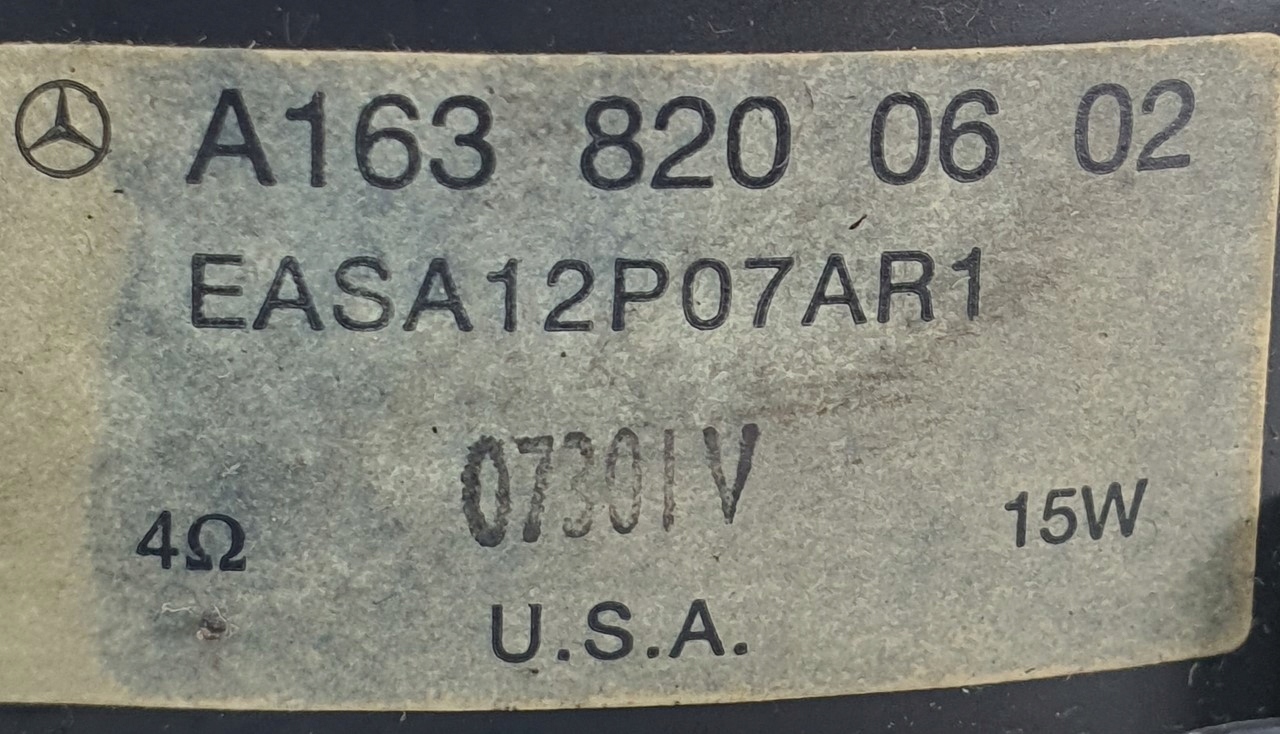 A163 820 06 02
EASA12P07AR1
07301V
4Ω 15W
U.S.A.